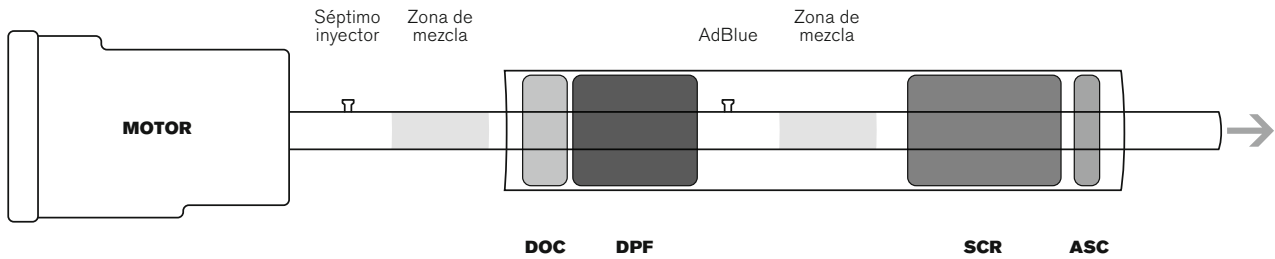 Séptimo
inyector
Zona de
mezcla
AdBlue
Zona de
mezcla
MOTOR
DOC
DPF
SCR
ASC